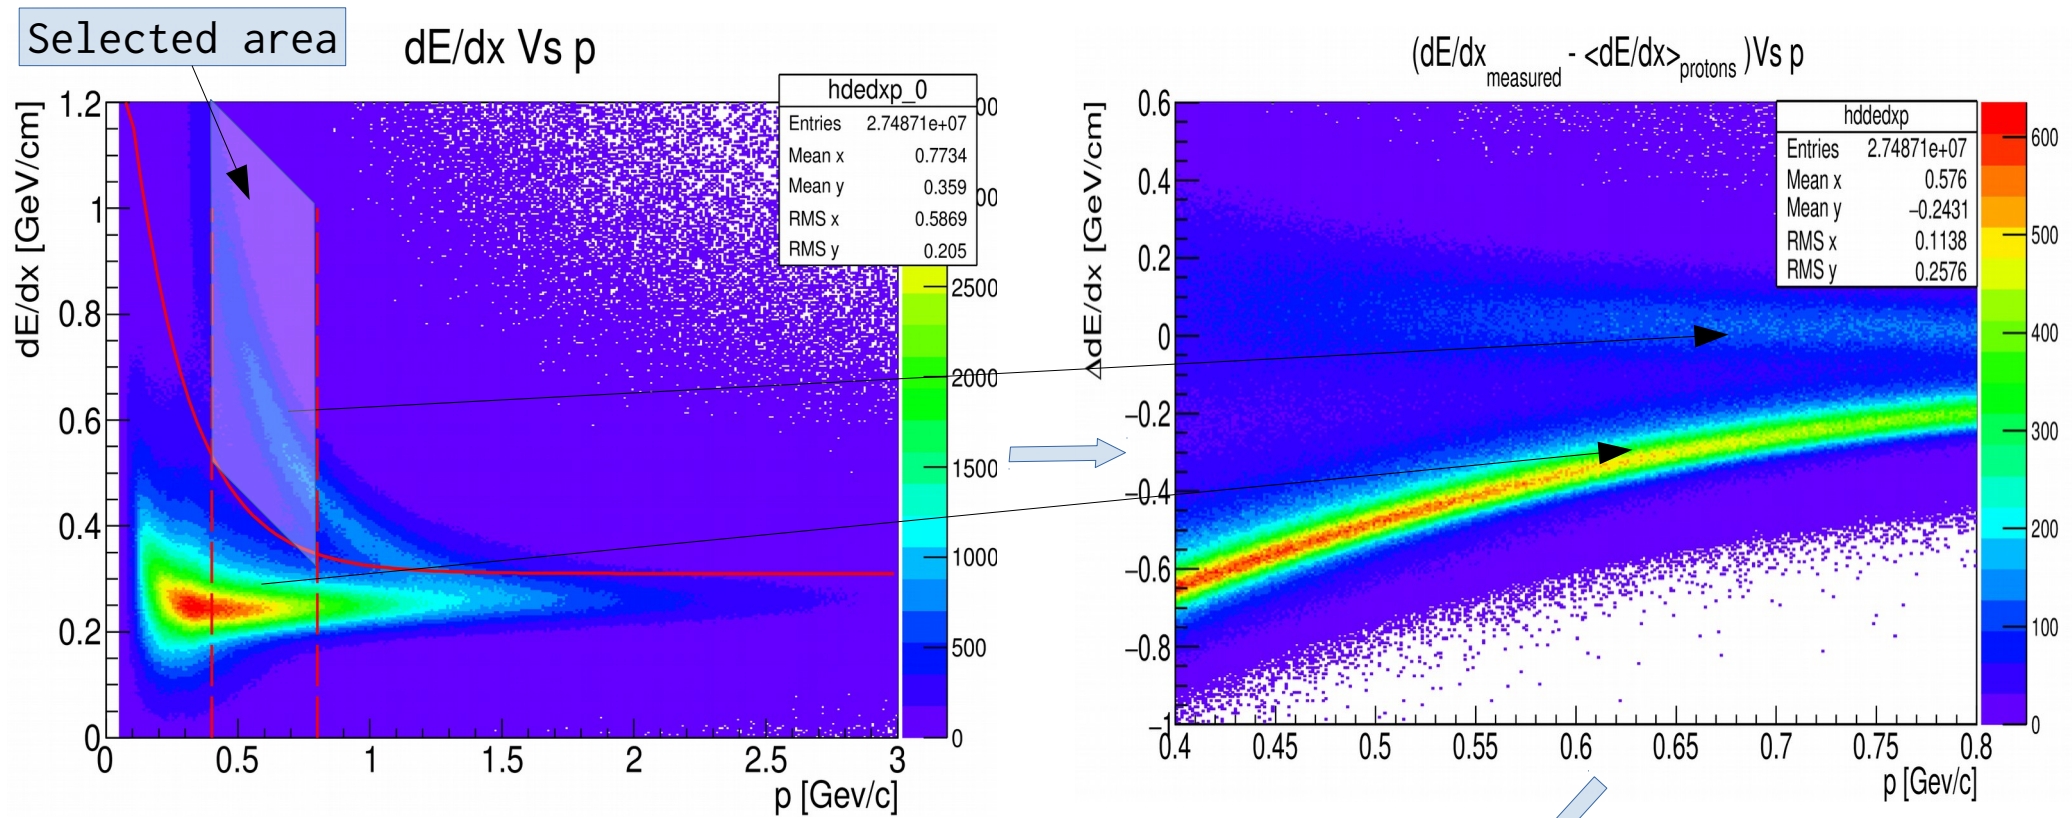 Selected area
dE/dx Vs p
hdedxp_0
Entries 2.74871e+07
Mean x 0.7734
Mean y 0.359
RMS x 0.5869
RMS y 0.205
dE/dx [GeV/cm]
1.2
1
0.8
0.6
0.4
0.2
0
0 0.5 1 1.5 2 2.5 3
p [Gev/c]
00
00
2500
2000
1500
1000
500
0
(dE/dx measured - <dE/dx> protons )Vs p
hddedxp
Entries 2.74871e+07
Mean x 0.576
Mean y −0.2431
RMS x 0.1138
RMS y 0.2576
ΔdE/dx [GeV/cm]
0.6
0.4
0.2
0
−0.2
−0.4
−0.6
−0.8
−1
0.4 0.45 0.5 0.55 0.6 0.65 0.7 0.75 0.8
p [Gev/c]
600
500
400
300
200
100
0